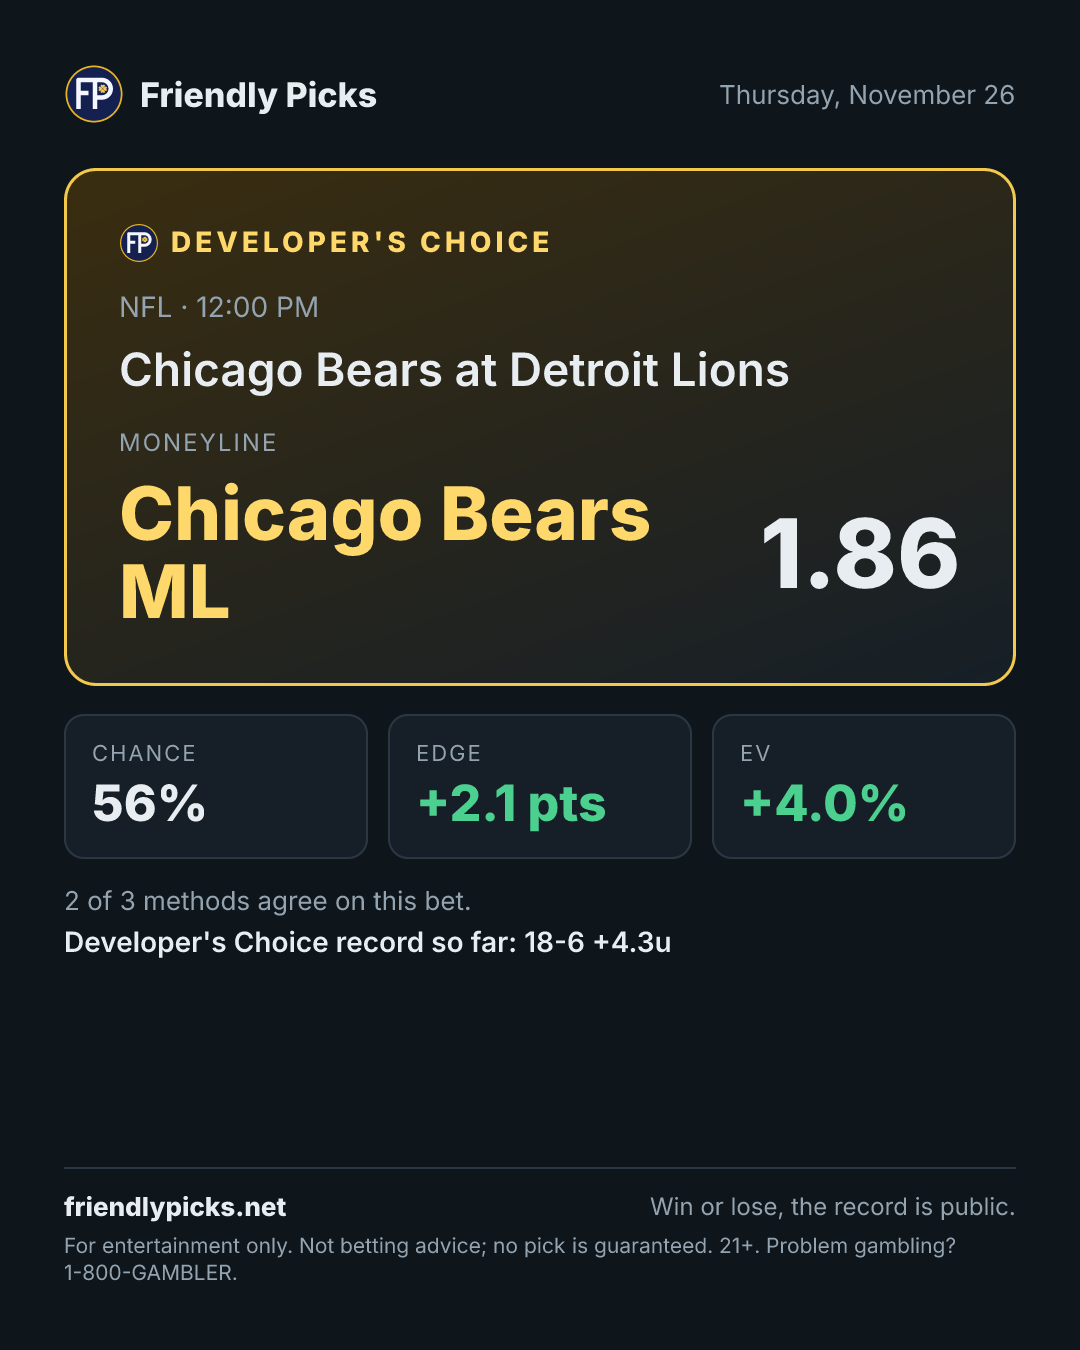 FP Friendly Picks
Thursday, November 26
FP DEVELOPER'S CHOICE
NFL · 12:00 PM
Chicago Bears at Detroit Lions
MONEYLINE
Chicago Bears
ML
1.86
CHANCE
56%
EDGE
+2.1 pts
EV
+4.0%
2 of 3 methods agree on this bet.
Developer's Choice record so far: 18-6 +4.3u
friendlypicks.net
Win or lose, the record is public.
For entertainment only. Not betting advice; no pick is guaranteed. 21+. Problem gambling?
1-800-GAMBLER.